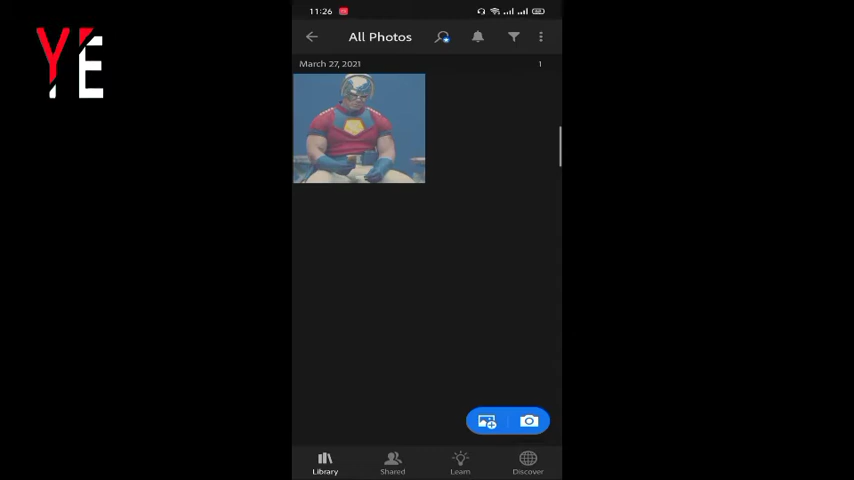 YE
11:26
All Photos
March 27, 2021
1
Library
Shared
Learn
Discover